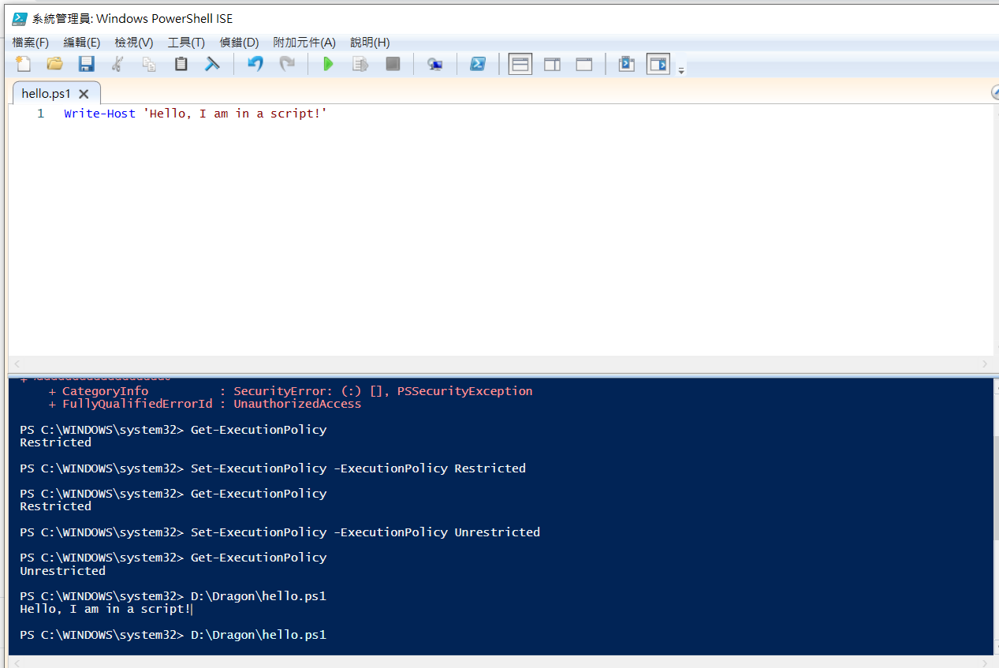 系統管理員: Windows PowerShell ISE
檔案(F) 編輯(E) 檢視(V) 工具(T) 偵錯(D) 附加元件(A) 說明(H)
hello.ps1
1 Write-Host 'Hello, I am in a script!'
+ CategoryInfo : SecurityError: (:) [], PSSecurityException
+ FullyQualifiedErrorId : UnauthorizedAccess
PS C:\WINDOWS\system32> Get-ExecutionPolicy
Restricted
PS C:\WINDOWS\system32> Set-ExecutionPolicy -ExecutionPolicy Restricted
PS C:\WINDOWS\system32> Get-ExecutionPolicy
Restricted
PS C:\WINDOWS\system32> Set-ExecutionPolicy -ExecutionPolicy Unrestricted
PS C:\WINDOWS\system32> Get-ExecutionPolicy
Unrestricted
PS C:\WINDOWS\system32> D:\Dragon\hello.ps1
Hello, I am in a script!
PS C:\WINDOWS\system32> D:\Dragon\hello.ps1